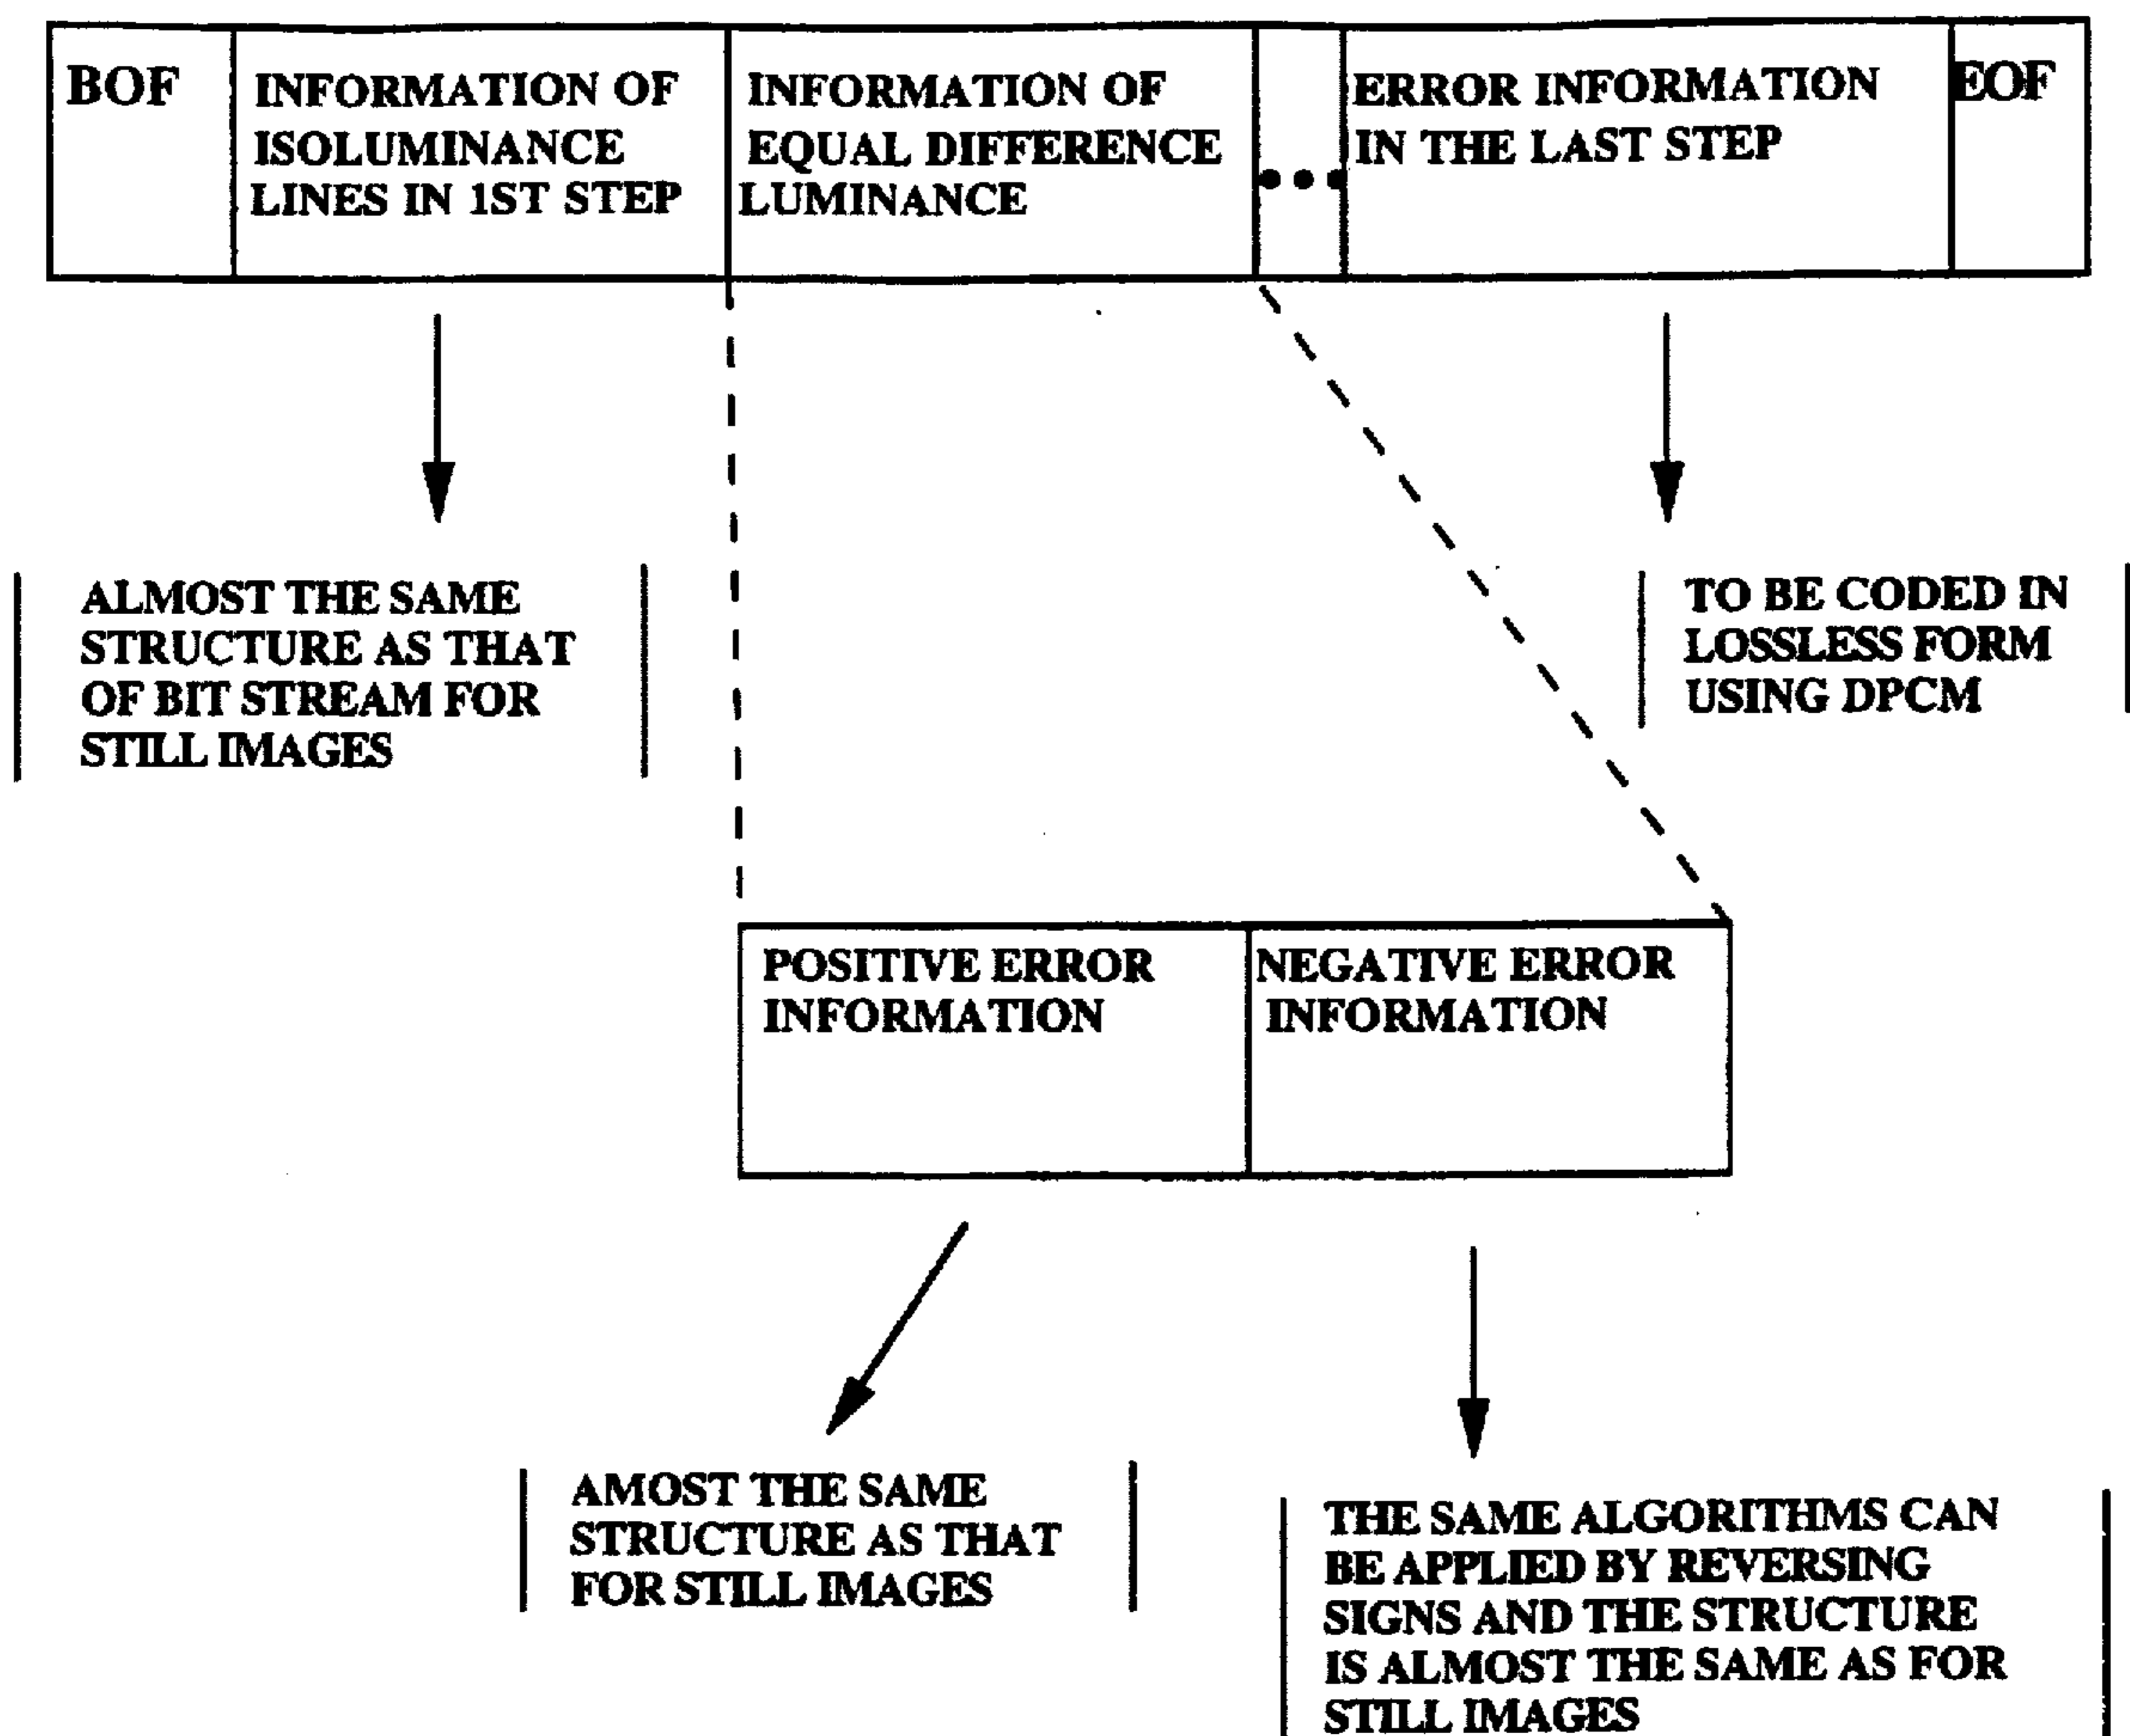 BOF
INFORMATION OF
ISOLUMINANCE
LINES IN 1ST STEP
INFORMATION OF
EQUAL DIFFERENCE
LUMINANCE
•••
ERROR INFORMATION
IN THE LAST STEP
EOF
ALMOST THE SAME
STRUCTURE AS THAT
OF BIT STREAM FOR
STILL IMAGES
TO BE CODED IN
LOSSLESS FORM
USING DPCM
POSITIVE ERROR
INFORMATION
NEGATIVE ERROR
INFORMATION
AMOST THE SAME
STRUCTURE AS THAT
FOR STILL IMAGES
THE SAME ALGORITHMS CAN
BE APPLIED BY REVERSING
SIGNS AND THE STRUCTURE
IS ALMOST THE SAME AS FOR
STILL IMAGES